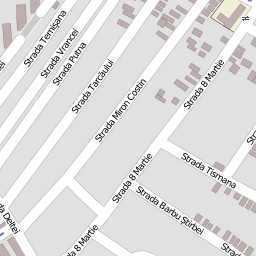 Strada Temișana
Strada Vrancei
Strada Putna
Strada Tarcăului
Strada Miron Costin
Strada 8 Martie
Strada 8 Martie
Strada Tismana
Strada Barbu Știrbei
Strada 8 Martie
Deltei
Strada
Strada